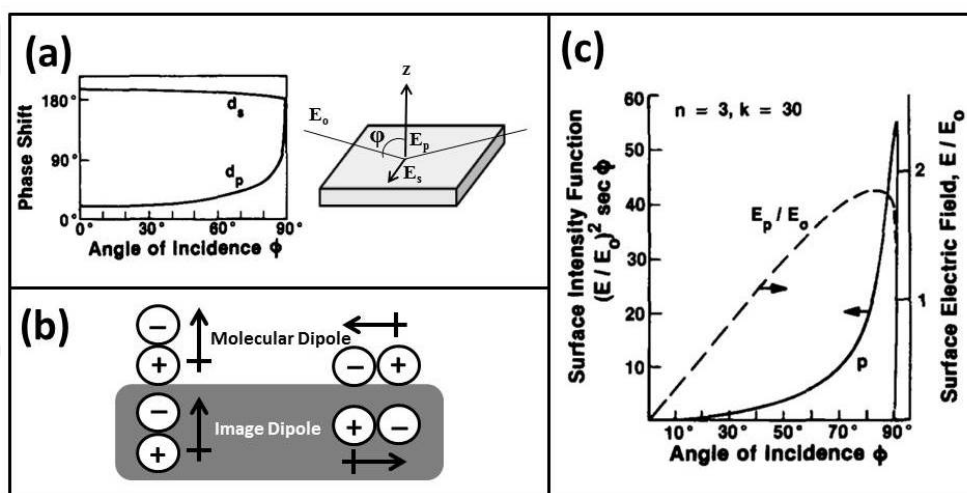 (a)
Phase Shift
180°
90°
0°
d_s
d_p
0°
30°
60°
90°
Angle of Incidence ϕ
z
E_o
φ
E_p
E_s
(b)
−
+
Molecular Dipole
−
+
−
+
Image Dipole
+
−
(c)
n = 3, k = 30
Surface Intensity Function
(E / E_o)² sec ϕ
60
50
40
30
20
10
E_p / E_o
p
2
1
Surface Electric Field, E / E_o
10°
30°
50°
70°
90°
Angle of Incidence ϕ